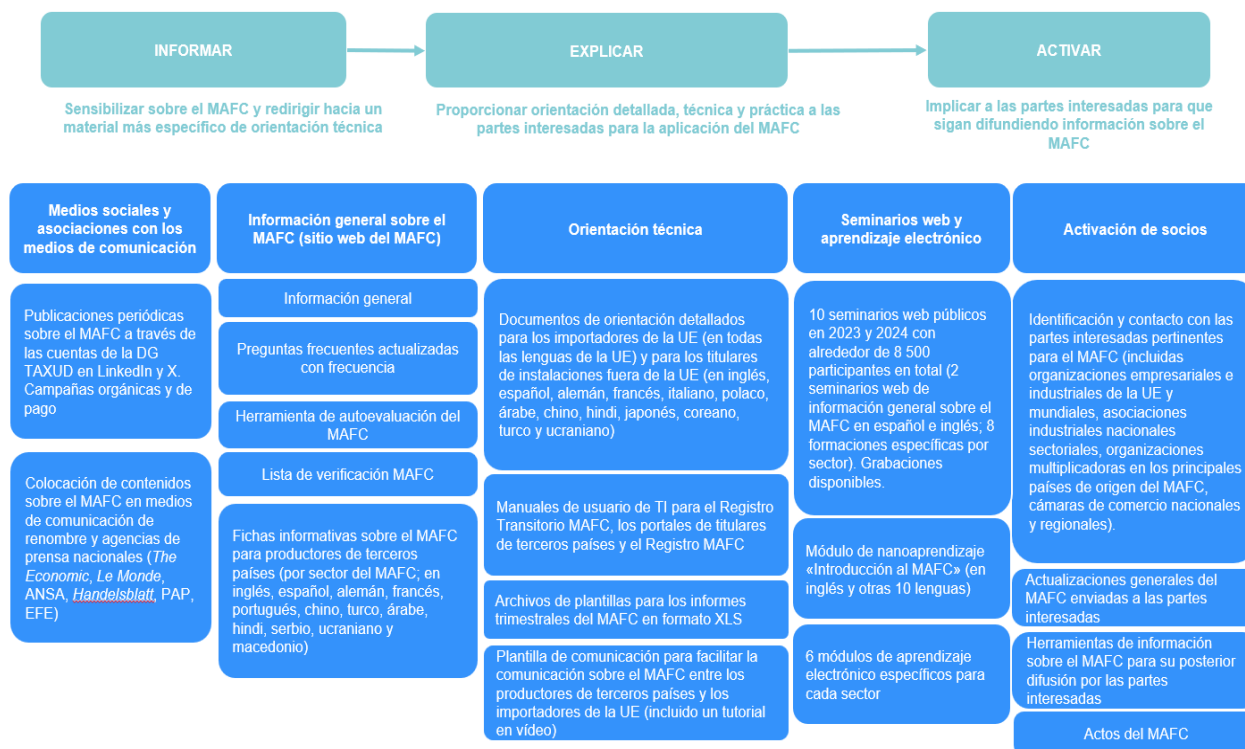 INFORMAR
EXPLICAR
ACTIVAR
Sensibilizar sobre el MAFC y redirigir hacia un
material más específico de orientación técnica
Proporcionar orientación detallada, técnica y práctica a las
partes interesadas para la aplicación del MAFC
Implicar a las partes interesadas para que
sigan difundiendo información sobre el
MAFC
Medios sociales y
asociaciones con los
medios de comunicación
Publicaciones periódicas
sobre el MAFC a través de
las cuentas de la DG
TAXUD en LinkedIn y X.
Campañas orgánicas y de
pago
Colocación de contenidos
sobre el MAFC en medios
de comunicación de
renombre y agencias de
prensa nacionales (The
Economic, Le Monde,
ANSA, Handelsblatt, PAP,
EFE)
Información general sobre el
MAFC (sitio web del MAFC)
Información general
Preguntas frecuentes actualizadas
con frecuencia
Herramienta de autoevaluación del
MAFC
Lista de verificación MAFC
Fichas informativas sobre el MAFC
para productores de terceros
países (por sector del MAFC; en
inglés, español, alemán, francés,
portugués, chino, turco, árabe,
hindi, serbio, ucraniano y
macedonio)
Orientación técnica
Documentos de orientación detallados
para los importadores de la UE (en todas
las lenguas de la UE) y para los titulares
de instalaciones fuera de la UE (en inglés,
español, alemán, francés, italiano, polaco,
árabe, chino, hindi, japonés, coreano,
turco y ucraniano)
Manuales de usuario de TI para el Registro
Transitorio MAFC, los portales de titulares
de terceros países y el Registro MAFC
Archivos de plantillas para los informes
trimestrales del MAFC en formato XLS
Plantilla de comunicación para facilitar la
comunicación sobre el MAFC entre los
productores de terceros países y los
importadores de la UE (incluido un tutorial
en vídeo)
Seminarios web y
aprendizaje electrónico
10 seminarios web públicos
en 2023 y 2024 con
alrededor de 8 500
participantes en total (2
seminarios web de
información general sobre el
MAFC en español e inglés; 8
formaciones específicas por
sector). Grabaciones
disponibles.
Módulo de nanoaprendizaje
«Introducción al MAFC» (en
inglés y otras 10 lenguas)
6 módulos de aprendizaje
electrónico específicos para
cada sector
Activación de socios
Identificación y contacto con las
partes interesadas pertinentes
para el MAFC (incluidas
organizaciones empresariales e
industriales de la UE y
mundiales, asociaciones
industriales nacionales
sectoriales, organizaciones
multiplicadoras en los principales
países de origen del MAFC,
cámaras de comercio nacionales
y regionales).
Actualizaciones generales del
MAFC enviadas a las partes
interesadas
Herramientas de información
sobre el MAFC para su posterior
difusión por las partes
interesadas
Actos del MAFC